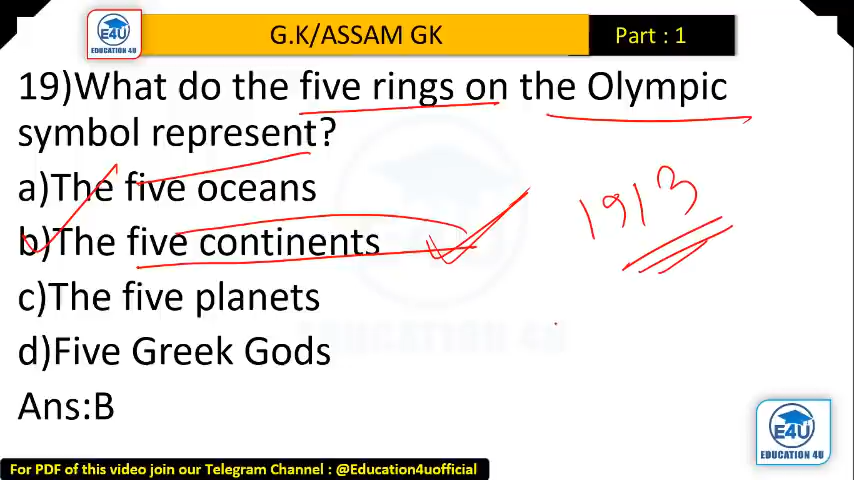 E4U
EDUCATION 4U
G.K/ASSAM GK
Part : 1
19)What do the five rings on the Olympic
symbol represent?
a)The five oceans
1913
b)The five continents
c)The five planets
EDUCATION 4U
d)Five Greek Gods
Ans:B
E4U
EDUCATION 4U
For PDF of this video join our Telegram Channel : @Education4uofficial